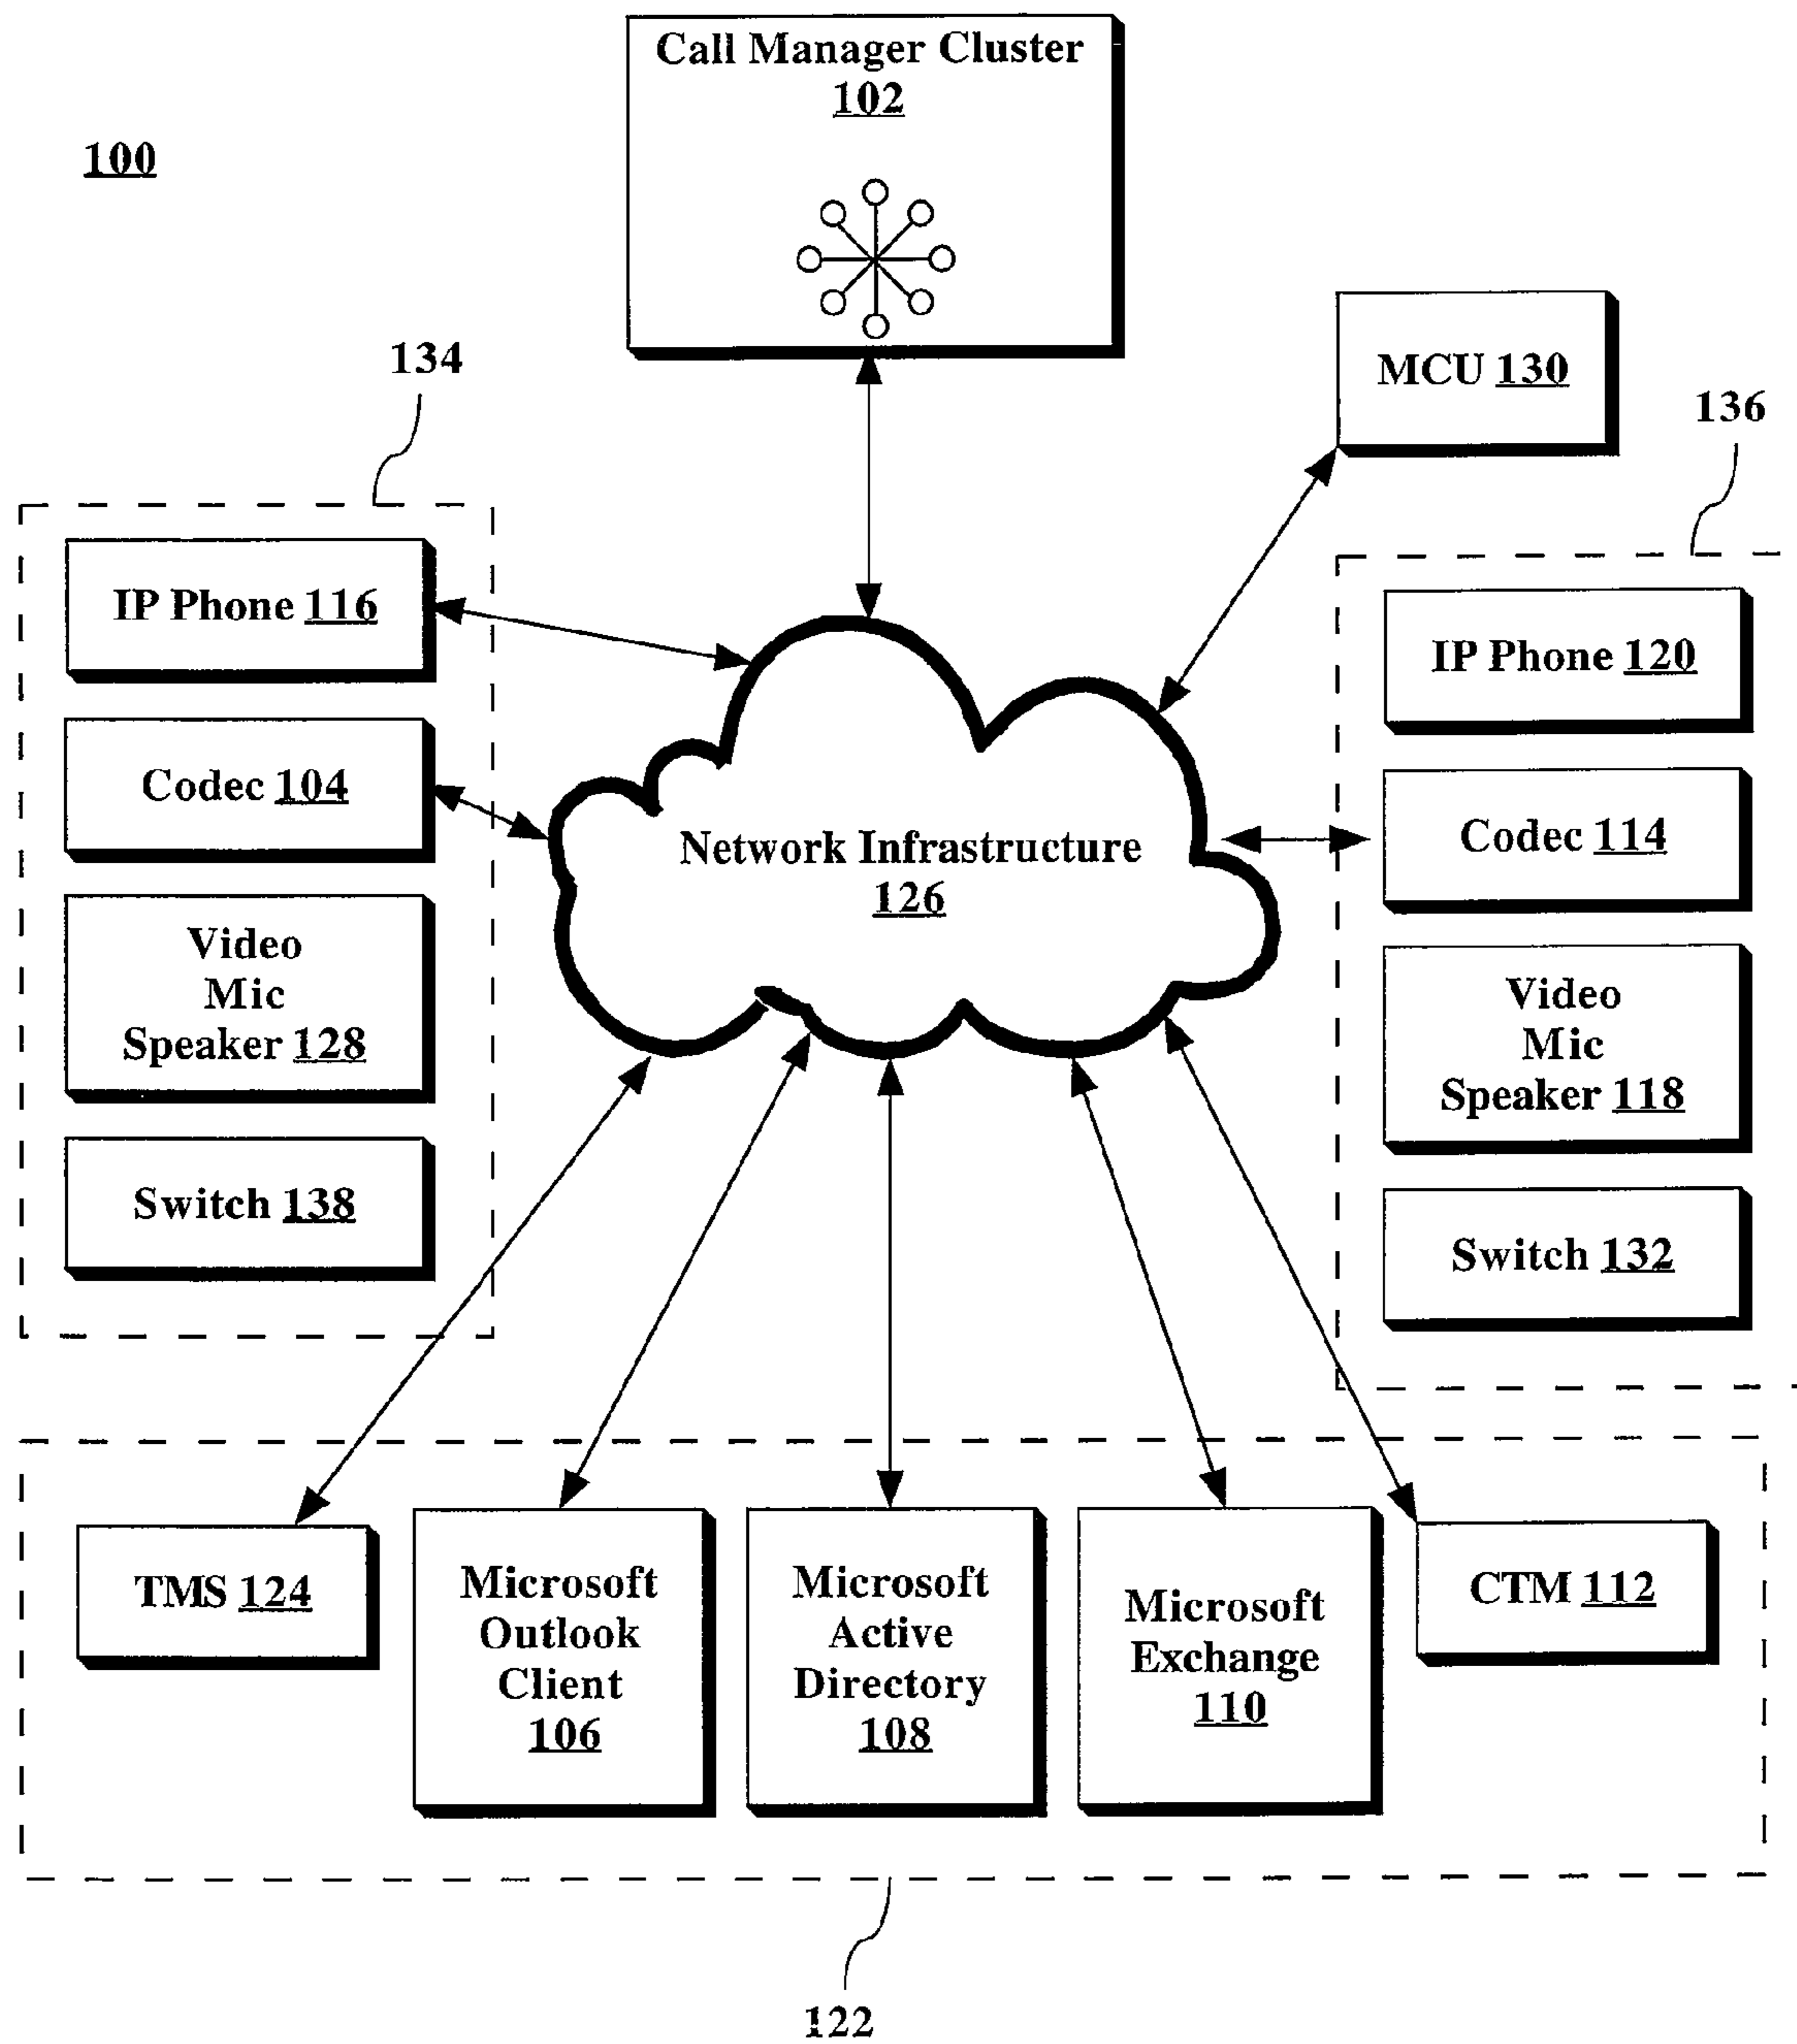 Call Manager Cluster
102
100
134
MCU 130
136
IP Phone 116
Codec 104
Video
Mic
Speaker 128
Switch 138
Network Infrastructure
126
IP Phone 120
Codec 114
Video
Mic
Speaker 118
Switch 132
TMS 124
Microsoft
Outlook
Client
106
Microsoft
Active
Directory
108
Microsoft
Exchange
110
CTM 112
122